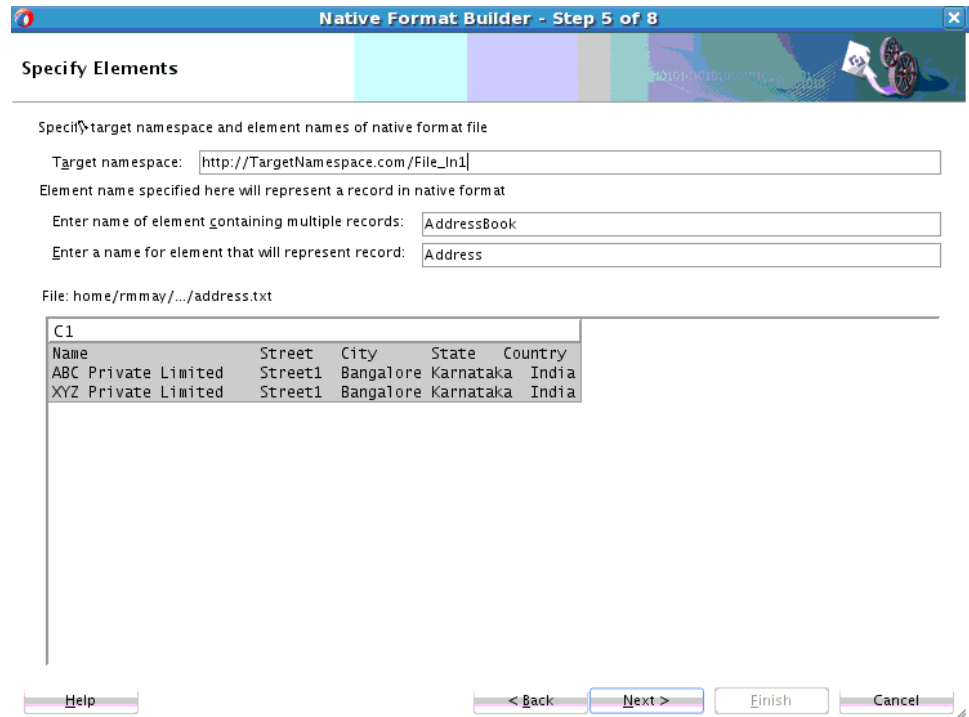 Native Format Builder - Step 5 of 8
Specify Elements
Specify target namespace and element names of native format file
Target namespace: http://TargetNamespace.com/File_In1
Element name specified here will represent a record in native format
Enter name of element containing multiple records: AddressBook
Enter a name for element that will represent record: Address
File: home/rmmay/.../address.txt
C1
Name Street City State Country
ABC Private Limited Street1 Bangalore Karnataka India
XYZ Private Limited Street1 Bangalore Karnataka India
Help < Back Next > Finish Cancel